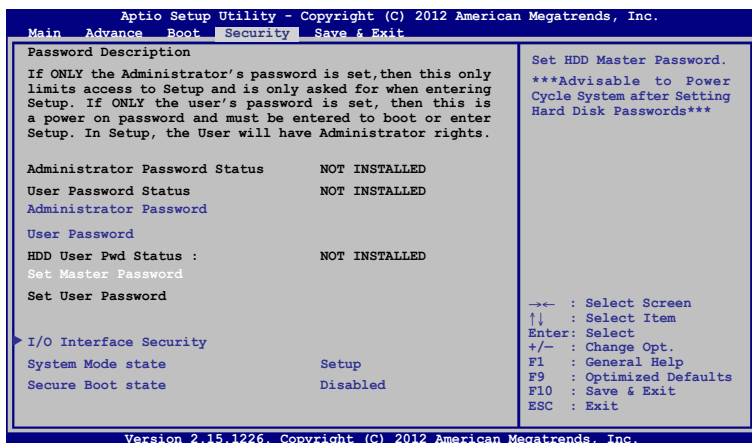 Aptio Setup Utility - Copyright (C) 2012 American Megatrends, Inc.
Main Advance Boot Security Save & Exit
Password Description
If ONLY the Administrator's password is set,then this only
limits access to Setup and is only asked for when entering
Setup. If ONLY the user's password is set, then this is
a power on password and must be entered to boot or enter
Setup. In Setup, the User will have Administrator rights.
Administrator Password Status NOT INSTALLED
User Password Status NOT INSTALLED
Administrator Password
User Password
HDD User Pwd Status : NOT INSTALLED
Set Master Password
Set User Password
I/O Interface Security
System Mode state Setup
Secure Boot state Disabled
Set HDD Master Password.
***Advisable to Power
Cycle System after Setting
Hard Disk Passwords***
→← : Select Screen
↑↓ : Select Item
Enter: Select
+/— : Change Opt.
F1 : General Help
F9 : Optimized Defaults
F10 : Save & Exit
ESC : Exit
Version 2.15.1226. Copyright (C) 2012 American Megatrends, Inc.